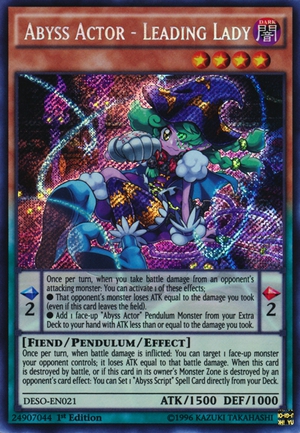 Abyss Actor - Leading Lady
DARK
闇
Once per turn, when you take battle damage from an opponent's
attacking monster: You can activate 1 of these effects;
● That opponent's monster loses ATK equal to the damage you took
(even if this card leaves the field).
● Add 1 face-up "Abyss Actor" Pendulum Monster from your Extra
Deck to your hand with ATK less than or equal to the damage you took.
2
2
[FIEND/PENDULUM/EFFECT]
Once per turn, when battle damage is inflicted: You can target 1 face-up monster
your opponent controls; it loses ATK equal to that battle damage. When this card
is destroyed by battle, or if this card in its owner's Monster Zone is destroyed by
an opponent's card effect: You can Set 1 "Abyss Script" Spell Card directly from your Deck.
DESO-EN021
ATK/1500 DEF/1000
24907044 1st Edition
©1996 KAZUKI TAKAHASHI